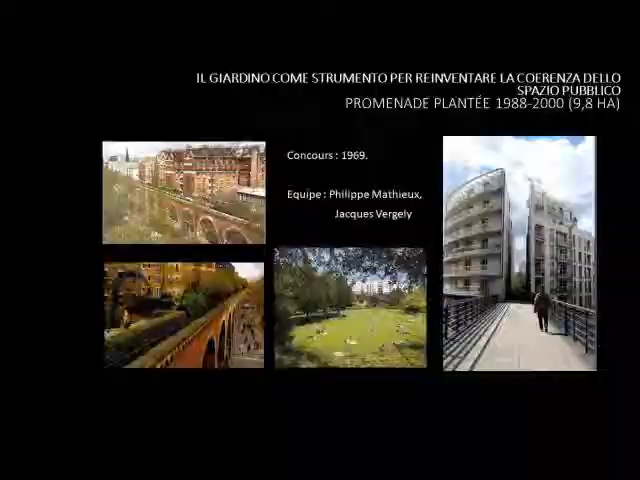 IL GIARDINO COME STRUMENTO PER REINVENTARE LA COERENZA DELLO
SPAZIO PUBBLICO
PROMENADE PLANTÉE 1988-2000 (9,8 HA)
Concours : 1969.
Equipe : Philippe Mathieux,
Jacques Vergely